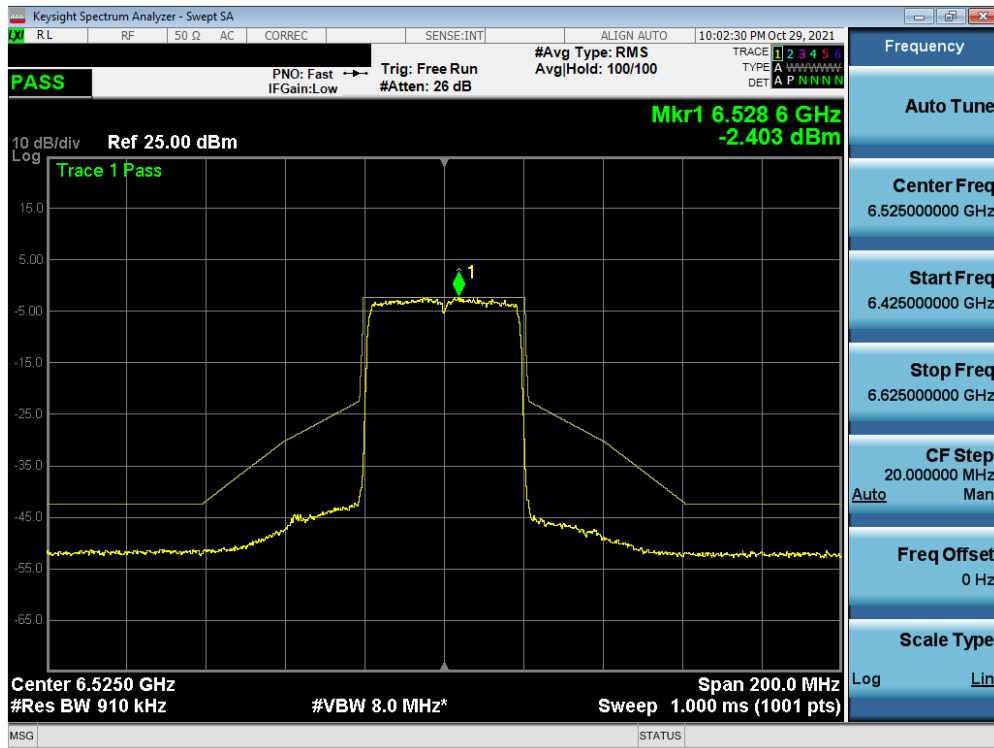 Keysight Spectrum Analyzer - Swept SA
LXI RL RF 50 Ω AC CORREC SENSE:INT ALIGN AUTO 10:02:30 PM Oct 29, 2021
PASS
PNO: Fast
IFGain:Low
Trig: Free Run
#Atten: 26 dB
#Avg Type: RMS
Avg|Hold: 100/100
TRACE 1 2 3 4 5 6
TYPE A WWWWW
DET A P N N N N
Mkr1 6.528 6 GHz
-2.403 dBm
10 dB/div Ref 25.00 dBm
Log
Trace 1 Pass
15.0
5.00
1
-5.00
-15.0
-25.0
-35.0
-45.0
-55.0
-65.0
Center 6.5250 GHz Span 200.0 MHz
#Res BW 910 kHz #VBW 8.0 MHz* Sweep 1.000 ms (1001 pts)
MSG STATUS
Frequency
Auto Tune
Center Freq
6.525000000 GHz
Start Freq
6.425000000 GHz
Stop Freq
6.625000000 GHz
CF Step
20.000000 MHz
Auto Man
Freq Offset
0 Hz
Scale Type
Log Lin